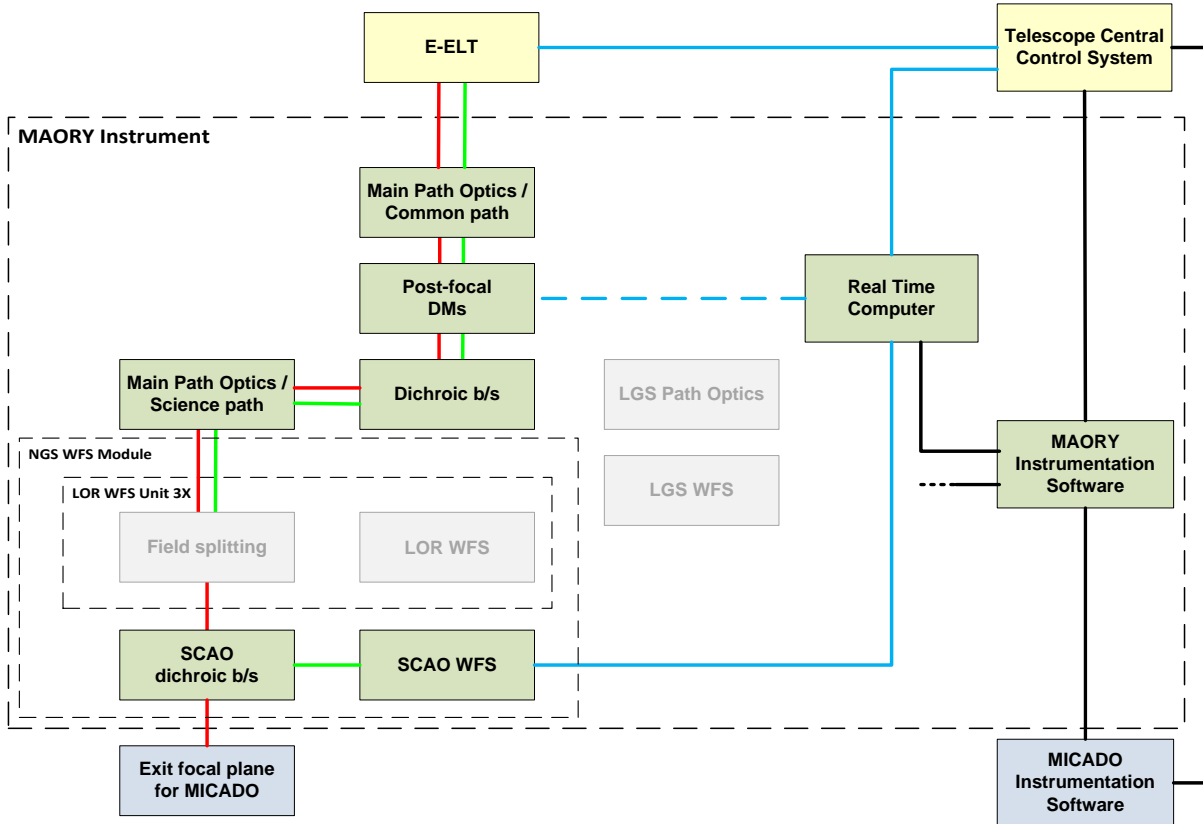 E-ELT
Telescope Central
Control System
MAORY Instrument
Main Path Optics /
Common path
Post-focal
DMs
Real Time
Computer
Main Path Optics /
Science path
Dichroic b/s
LGS Path Optics
NGS WFS Module
LGS WFS
MAORY
Instrumentation
Software
LOR WFS Unit 3X
Field splitting
LOR WFS
SCAO
dichroic b/s
SCAO WFS
Exit focal plane
for MICADO
MICADO
Instrumentation
Software